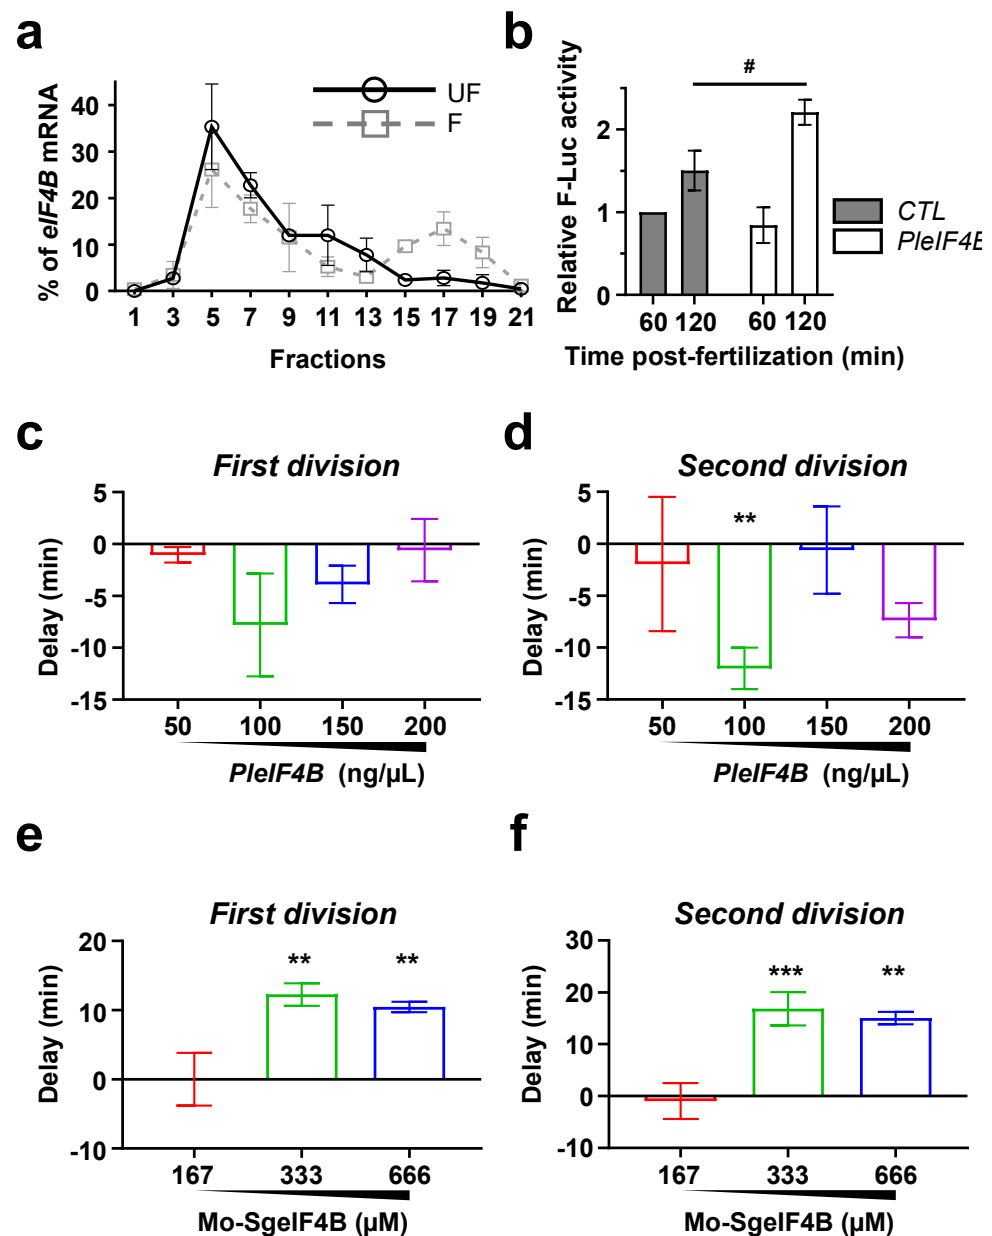 a
% of eIF4B mRNA
40
30
20
10
0
UF
F
1 3 5 7 9 11 13 15 17 19 21
Fractions
b
Relative F-Luc activity
2
1
0
#
CTL
PleIF4B
60 120 60 120
Time post-fertilization (min)
c
First division
Delay (min)
5
0
-5
-10
-15
50 100 150 200
PleIF4B (ng/µL)
d
Second division
Delay (min)
5
0
-5
-10
-15
**
50 100 150 200
PleIF4B (ng/µL)
e
First division
Delay (min)
20
10
0
-10
** **
167 333 666
Mo-SgeIF4B (µM)
f
Second division
Delay (min)
30
20
10
0
-10
*** **
167 333 666
Mo-SgeIF4B (µM)